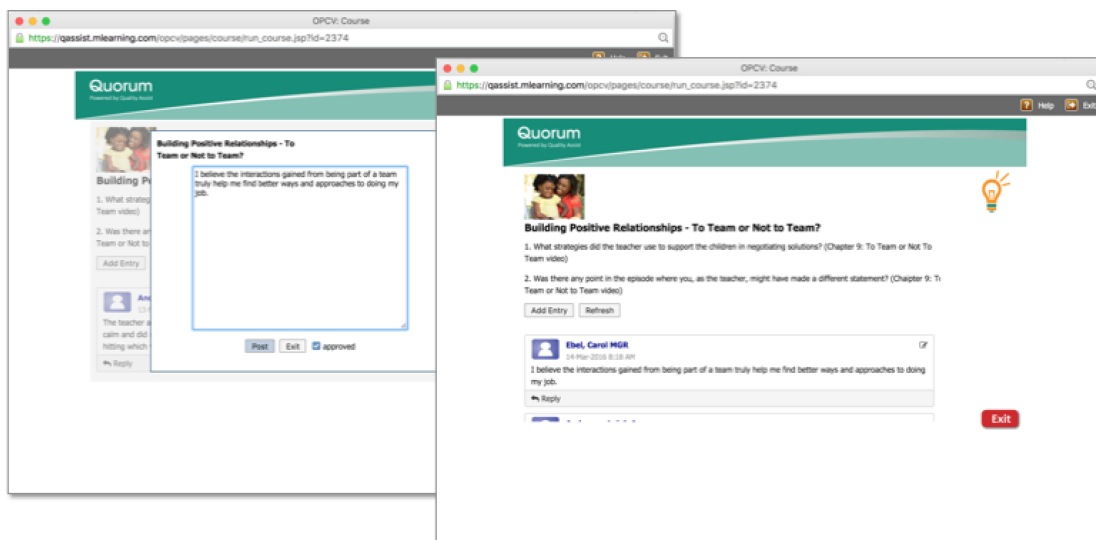 OPCV: Course
https://qassist.mlearning.com/opcv/pages/course/run_course.jsp?id=2374
Quorum
Powered by Quality Assist
Building Positive Relationships - To
Team or Not to Team?
I believe the interactions gained from being part of a team
truly help me find better ways and approaches to doing my
job.
Post Exit approved
Building
1. What strateg
Team video)
2. Was there an
Team or Not to
Add Entry
The teacher a
calm and did
hitting which
Reply
OPCV: Course
https://qassist.mlearning.com/opcv/pages/course/run_course.jsp?id=2374
Help Exit
Quorum
Powered by Quality Assist
Building Positive Relationships - To Team or Not to Team?
1. What strategies did the teacher use to support the children in negotiating solutions? (Chapter 9: To Team or Not To
Team video)
2. Was there any point in the episode where you, as the teacher, might have made a different statement? (Chaipter 9: T
Team or Not to Team video)
Add Entry Refresh
Ebel, Carol MGR
14-Mar-2016 8:18 AM
I believe the interactions gained from being part of a team truly help me find better ways and approaches to doing
my job.
Reply
Exit